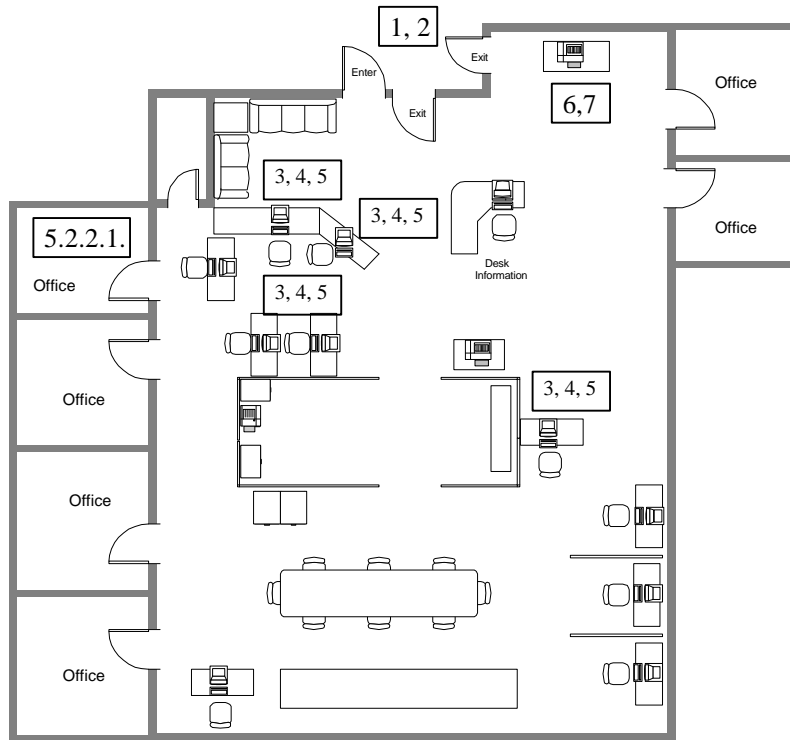 1, 2
Exit
Enter
Office
6,7
Exit
3, 4, 5
3, 4, 5
5.2.2.1.
Office
Desk
Information
Office
3, 4, 5
Office
3, 4, 5
Office
Office